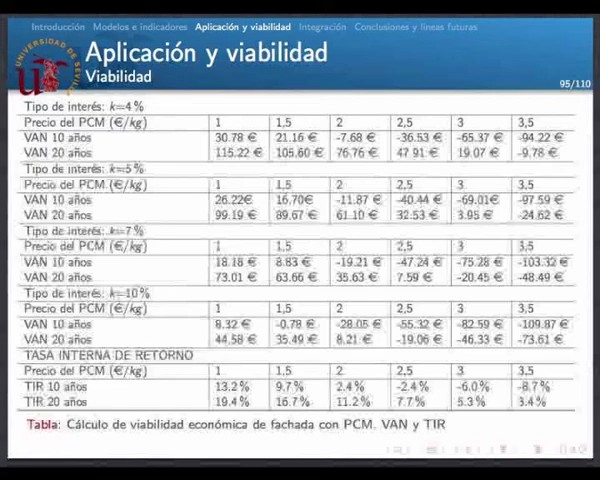 Introducción Modelos e indicadores Aplicación y viabilidad Integración Conclusiones y líneas futuras
UNIVERSIDAD DE SEVILLA
Aplicación y viabilidad
Viabilidad
95/110
Tipo de interés: k=4%
Precio del PCM (€/kg) 1 1,5 2 2,5 3 3,5
VAN 10 años 30.78 € 21.16 € -7.68 € -36.53 € -65.37 € -94.22 €
VAN 20 años 115.22 € 105.60 € 76.76 € 47.91 € 19.07 € -9.78 €
Tipo de interés: k=5%
Precio del PCM (€/kg) 1 1,5 2 2,5 3 3,5
VAN 10 años 26.22€ 16.70€ -11.87 € -40.44 € -69.01€ -97.59 €
VAN 20 años 99.19 € 89.67 € 61.10 € 32.53 € 3.95 € -24.62 €
Tipo de interés: k=7%
Precio del PCM (€/kg) 1 1,5 2 2,5 3 3,5
VAN 10 años 18.18 € 8.83 € -19.21 € -47.24 € -75.28 € -103.32 €
VAN 20 años 73.01 € 63.66 € 35.63 € 7.59 € -20.45 € -48.49 €
Tipo de interés: k=10%
Precio del PCM (€/kg) 1 1,5 2 2,5 3 3,5
VAN 10 años 8.32 € -0.78 € -28.05 € -55.32 € -82.59 € -109.87 €
VAN 20 años 44.58 € 35.49 € 8.21 € -19.06 € -46.33 € -73.61 €
TASA INTERNA DE RETORNO
Precio del PCM (€/kg) 1 1,5 2 2,5 3 3,5
TIR 10 años 13.2% 9.7% 2.4% -2.4% -6.0% -8.7%
TIR 20 años 19.4% 16.7% 11.2% 7.7% 5.3% 3.4%
Tabla: Cálculo de viabilidad económica de fachada con PCM. VAN y TIR